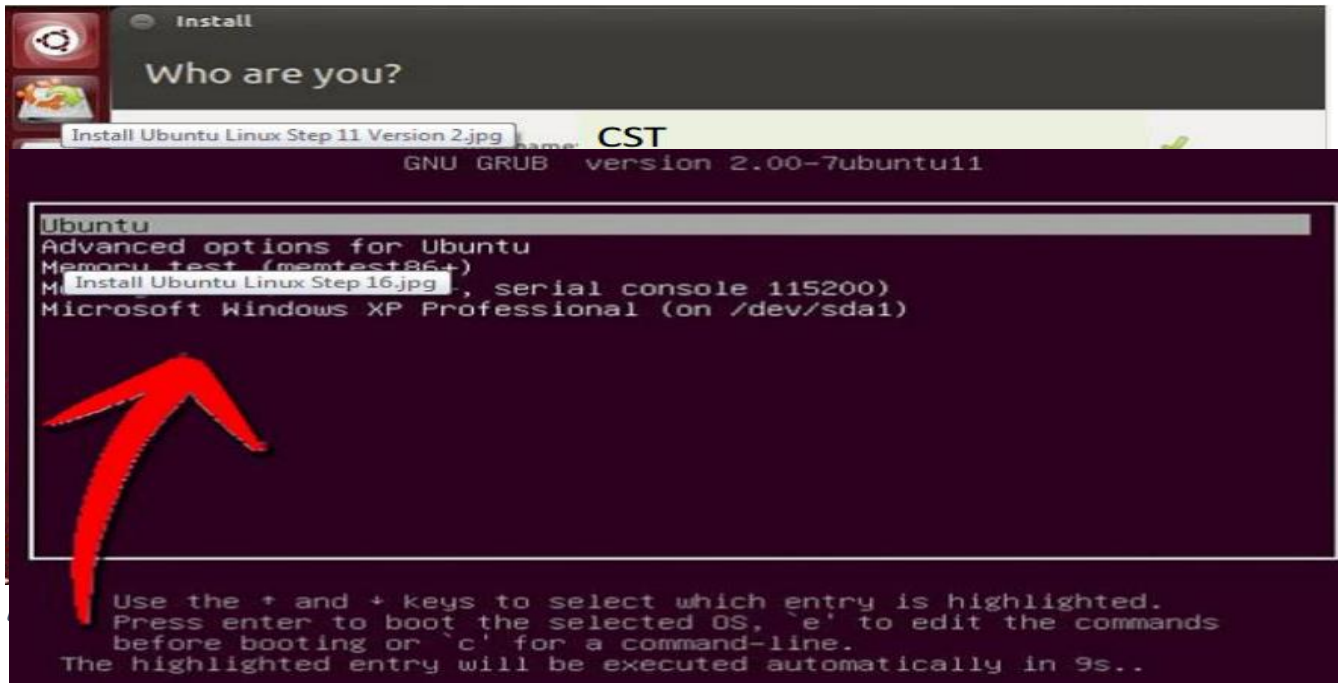 Install
Who are you?
Install Ubuntu Linux Step 11 Version 2.jpg
name: CST
GNU GRUB version 2.00-7ubuntu11
Ubuntu
Advanced options for Ubuntu
Memory test (memtest86+)
Install Ubuntu Linux Step 16.jpg
, serial console 115200)
Microsoft Windows XP Professional (on /dev/sda1)
Use the ↑ and ↓ keys to select which entry is highlighted.
Press enter to boot the selected OS, `e' to edit the commands
before booting or `c' for a command-line.
The highlighted entry will be executed automatically in 9s..